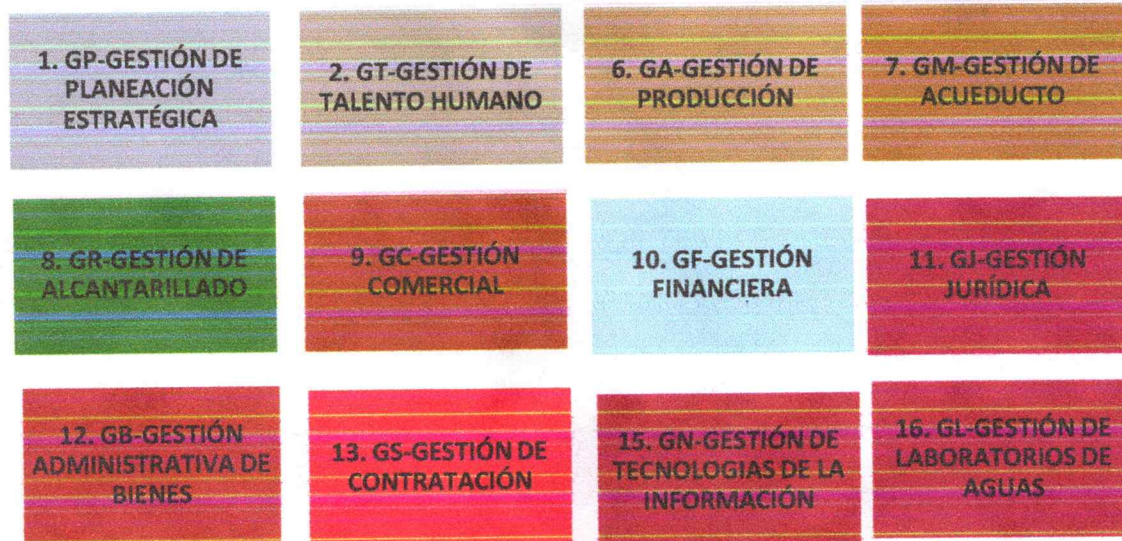 1. GP-GESTIÓN DE
PLANEACIÓN
ESTRATÉGICA
2. GT-GESTIÓN DE
TALENTO HUMANO
6. GA-GESTIÓN DE
PRODUCCIÓN
7. GM-GESTIÓN DE
ACUEDUCTO
8. GR-GESTIÓN DE
ALCANTARILLADO
9. GC-GESTIÓN
COMERCIAL
10. GF-GESTIÓN
FINANCIERA
11. GJ-GESTIÓN
JURÍDICA
12. GB-GESTIÓN
ADMINISTRATIVA DE
BIENES
13. GS-GESTIÓN DE
CONTRATACIÓN
15. GN-GESTIÓN DE
TECNOLOGIAS DE LA
INFORMACIÓN
16. GL-GESTIÓN DE
LABORATORIOS DE
AGUAS